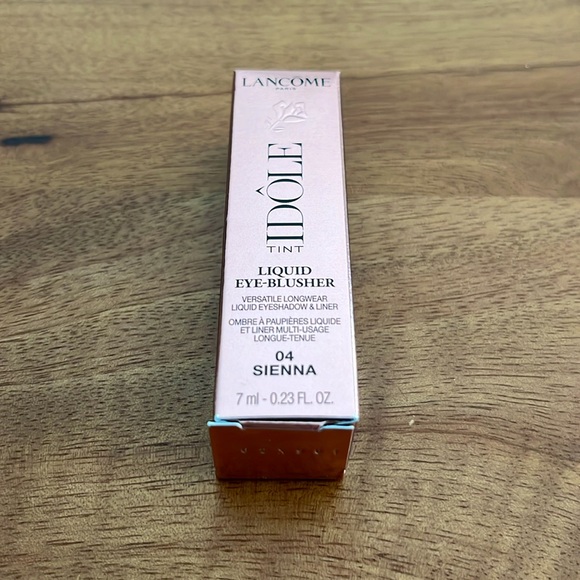 LANCÔME
PARIS
IDÔLE
TINT
LIQUID
EYE-BLUSHER
VERSATILE LONGWEAR
LIQUID EYESHADOW & LINER
OMBRE À PAUPIÈRES LIQUIDE
ET LINER MULTI-USAGE
LONGUE-TENUE
04
SIENNA
7 ml - 0.23 FL. OZ.